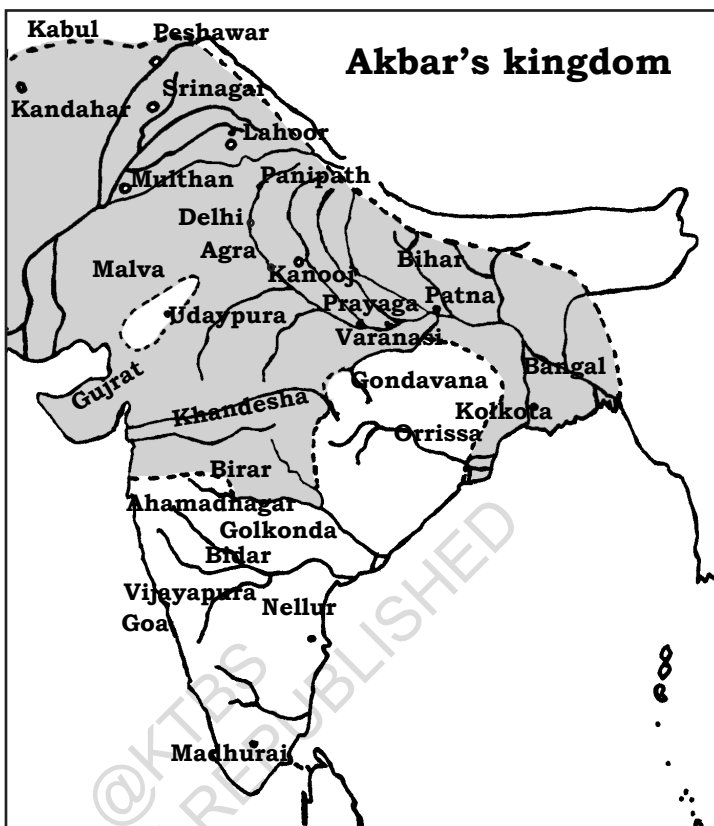 Kabul
Peshawar
Akbar's kingdom
Srinagar
Kandahar
Lahoor
Multhan
Panipath
Delhi
Agra
Bihar
Malva
Kanooj
Prayaga
Patna
Udaypura
Varanasi
Bangal
Gujrat
Gondavana
Khandesha
Kolkota
Orrissa
Birar
Ahamadnagar
Golkonda
Bidar
Vijayapura
Nellur
Goa
Madhurai
@KTBS
REPUBLISHED